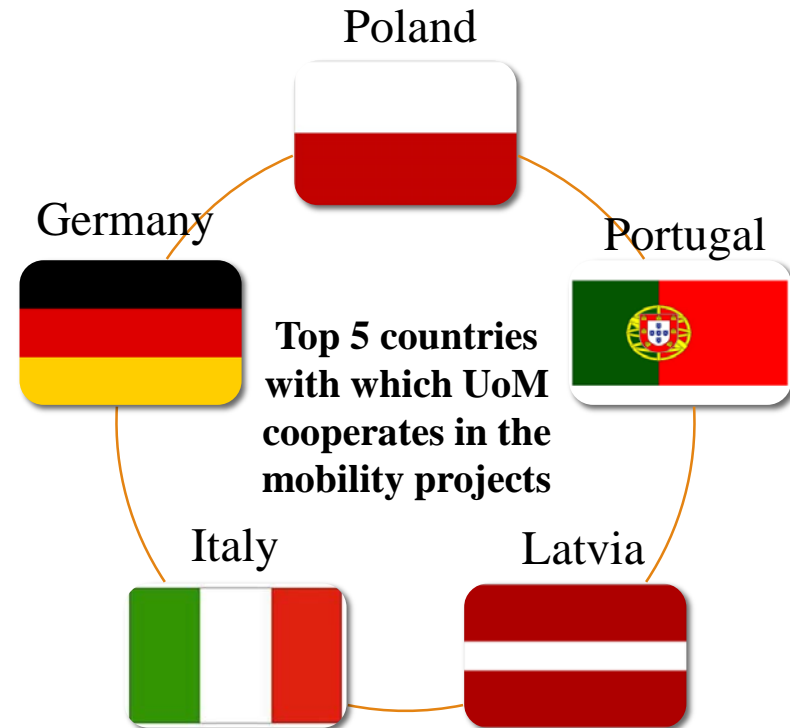 Poland
Germany
Portugal
Top 5 countries
with which UoM
cooperates in the
mobility projects
Italy
Latvia